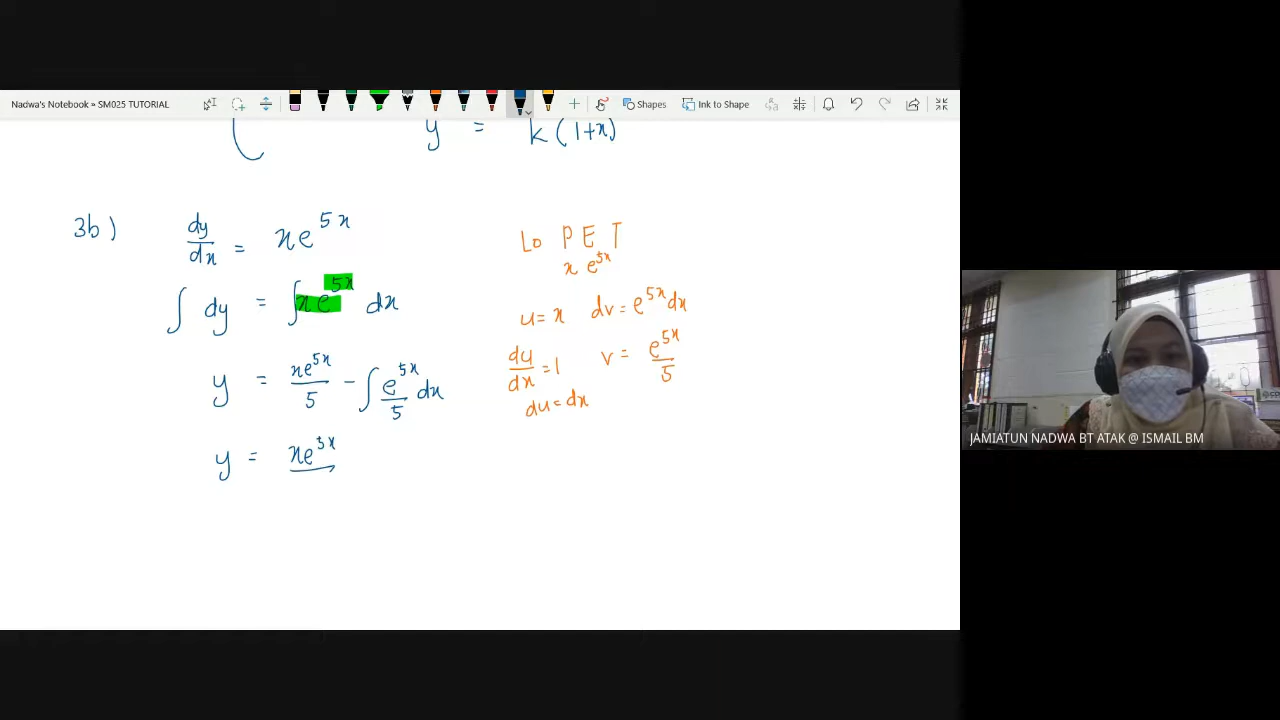 Nadwa's Notebook » SM025 TUTORIAL
Shapes
Ink to Shape
y = k(1+x)
3b) dy/dx = xe^{5x}
∫ dy = ∫ xe^{5x} dx
y = xe^{5x}/5 - ∫ e^{5x}/5 dx
y = xe^{5x}
Lo P E T
x e^{5x}
u = x dv = e^{5x} dx
du/dx = 1 v = e^{5x}/5
du = dx
JAMIATUN NADWA BT ATAK @ ISMAIL BM